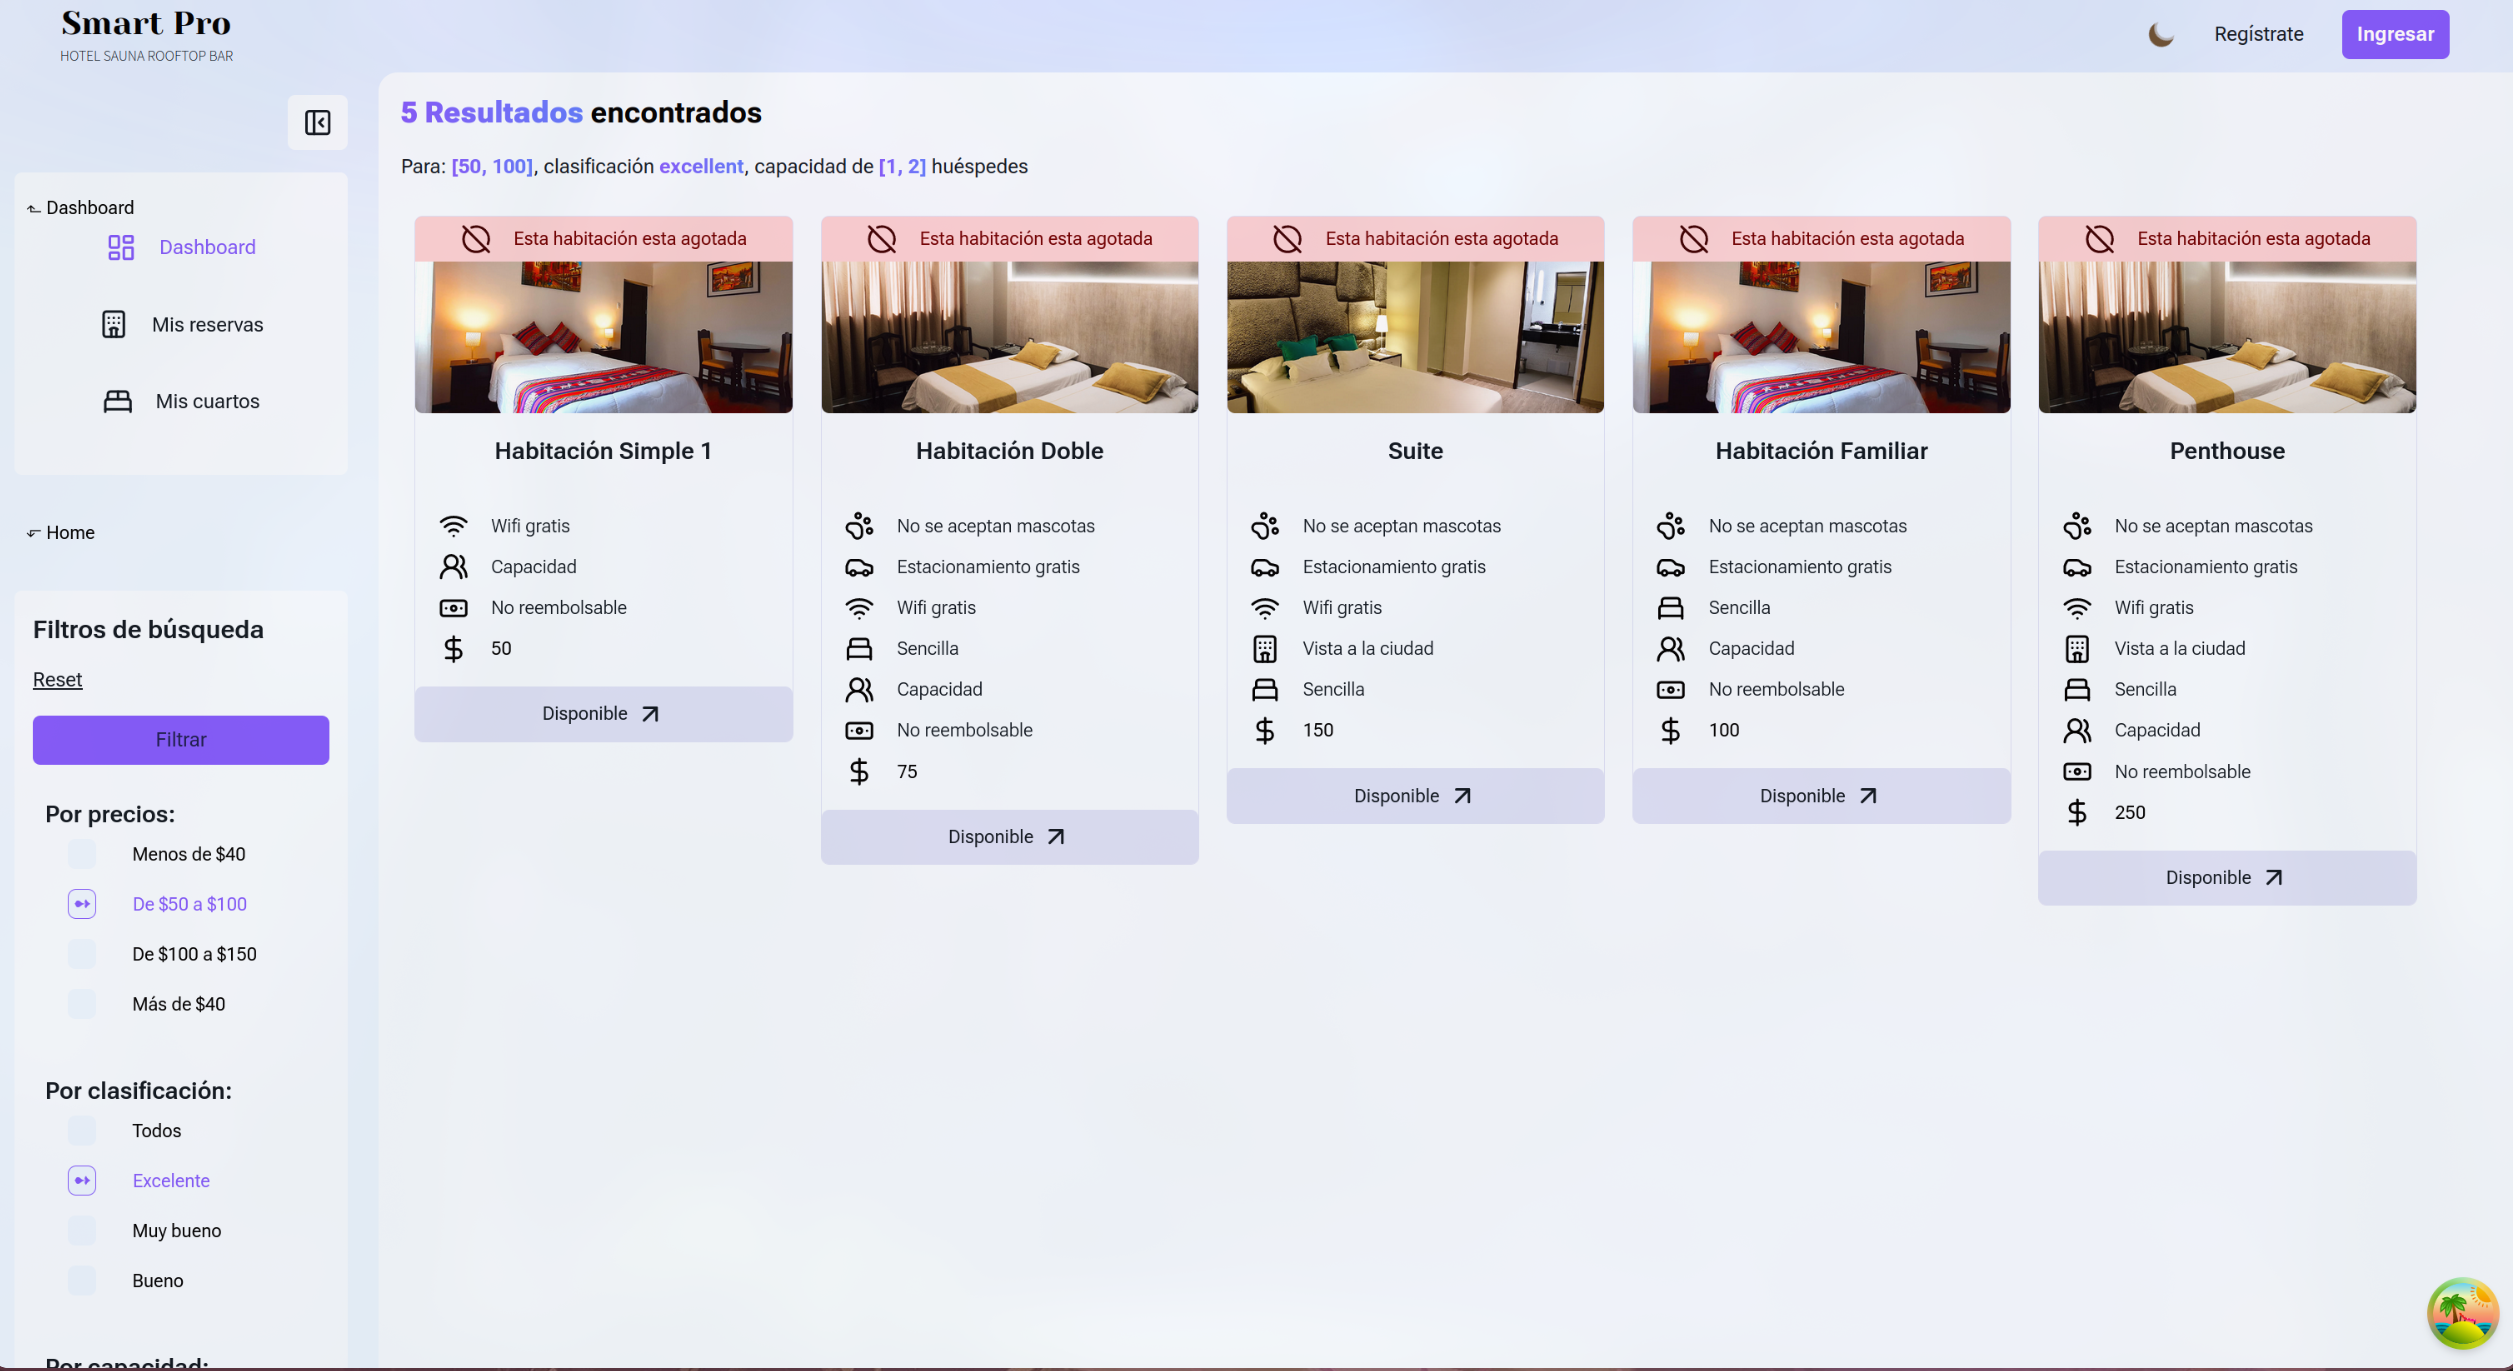 Smart Pro
HOTEL SAUNA ROOFTOP BAR
Regístrate
Ingresar
Dashboard
Dashboard
Mis reservas
Mis cuartos
Home
Filtros de búsqueda
Reset
Filtrar
Por precios:
Menos de $40
De $50 a $100
De $100 a $150
Más de $40
Por clasificación:
Todos
Excelente
Muy bueno
Bueno
Por capacidad:
5 Resultados encontrados
Para: [50, 100], clasificación excellent, capacidad de [1, 2] huéspedes
Esta habitación esta agotada
Habitación Simple 1
Wifi gratis
Capacidad
No reembolsable
50
Disponible
Esta habitación esta agotada
Habitación Doble
No se aceptan mascotas
Estacionamiento gratis
Wifi gratis
Sencilla
Capacidad
No reembolsable
75
Disponible
Esta habitación esta agotada
Suite
No se aceptan mascotas
Estacionamiento gratis
Wifi gratis
Vista a la ciudad
Sencilla
150
Disponible
Esta habitación esta agotada
Habitación Familiar
No se aceptan mascotas
Estacionamiento gratis
Sencilla
Capacidad
No reembolsable
100
Disponible
Esta habitación esta agotada
Penthouse
No se aceptan mascotas
Estacionamiento gratis
Wifi gratis
Vista a la ciudad
Sencilla
Capacidad
No reembolsable
250
Disponible